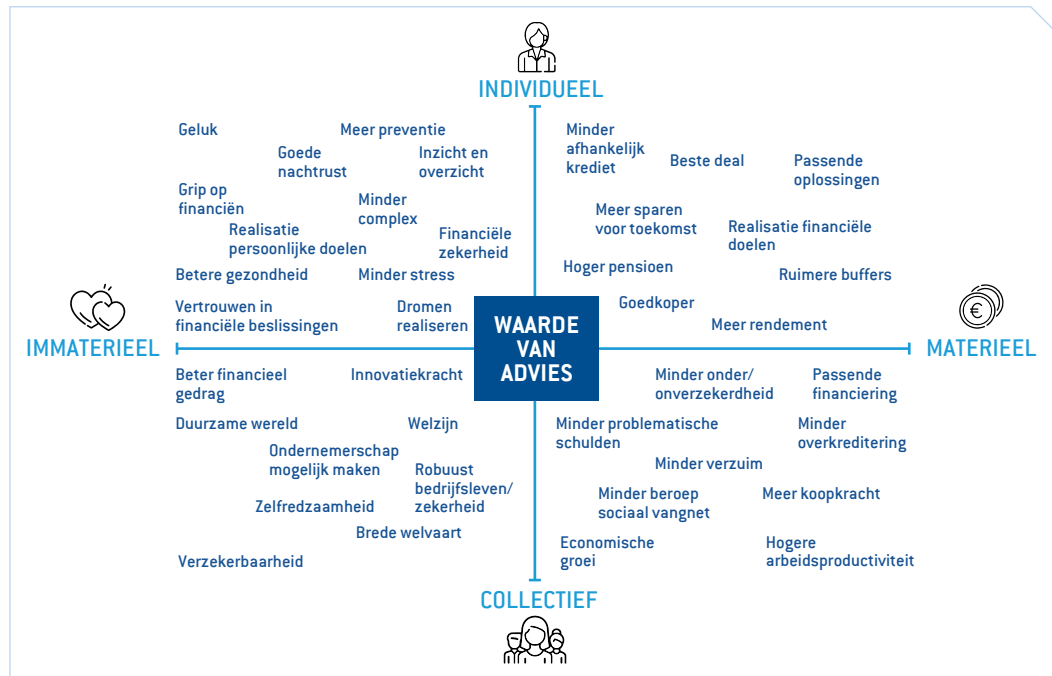 INDIVIDUEEL
Geluk
Meer preventie
Goede
nachtrust
Inzicht en
overzicht
Grip op
financiën
Minder
complex
Realisatie
persoonlijke doelen
Financiële
zekerheid
Betere gezondheid
Minder stress
Vertrouwen in
financiële beslissingen
Dromen
realiseren
Minder
afhankelijk
krediet
Beste deal
Passende
oplossingen
Meer sparen
voor toekomst
Realisatie financiële
doelen
Hoger pensioen
Ruimere buffers
Goedkoper
Meer rendement
IMMATERIEEL
WAARDE
VAN
ADVIES
€
MATERIEEL
Beter financieel
gedrag
Innovatiekracht
Duurzame wereld
Welzijn
Ondernemerschap
mogelijk maken
Robuust
bedrijfsleven/
zekerheid
Zelfredzaamheid
Brede welvaart
Verzekerbaarheid
Minder onder/
onverzekerdheid
Passende
financiering
Minder problematische
schulden
Minder
overkreditering
Minder verzuim
Minder beroep
sociaal vangnet
Meer koopkracht
Economische
groei
Hogere
arbeidsproductiviteit
COLLECTIEF